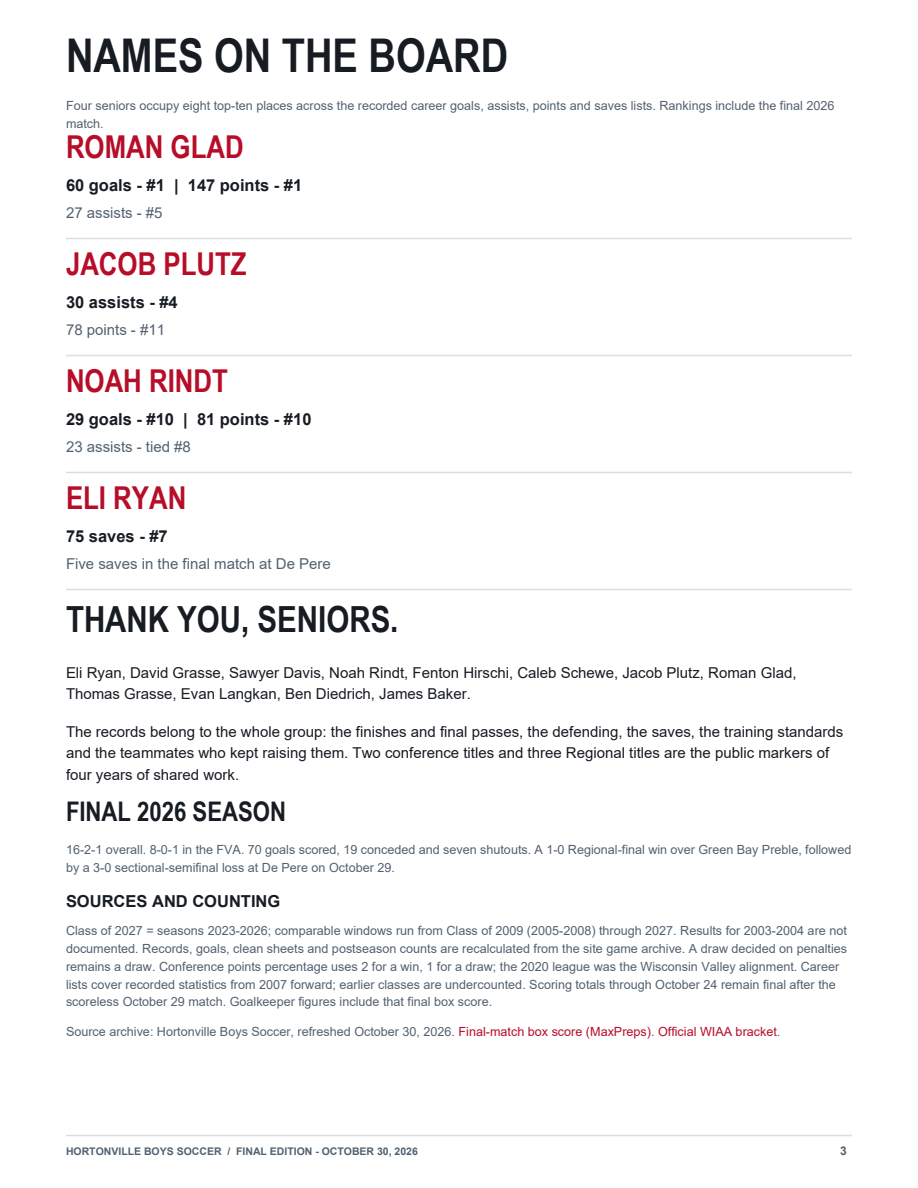 NAMES ON THE BOARD
Four seniors occupy eight top-ten places across the recorded career goals, assists, points and saves lists. Rankings include the final 2026
match.
ROMAN GLAD
60 goals - #1 | 147 points - #1
27 assists - #5
JACOB PLUTZ
30 assists - #4
78 points - #11
NOAH RINDT
29 goals - #10 | 81 points - #10
23 assists - tied #8
ELI RYAN
75 saves - #7
Five saves in the final match at De Pere
THANK YOU, SENIORS.
Eli Ryan, David Grasse, Sawyer Davis, Noah Rindt, Fenton Hirschi, Caleb Schewe, Jacob Plutz, Roman Glad,
Thomas Grasse, Evan Langkan, Ben Diedrich, James Baker.
The records belong to the whole group: the finishes and final passes, the defending, the saves, the training standards
and the teammates who kept raising them. Two conference titles and three Regional titles are the public markers of
four years of shared work.
FINAL 2026 SEASON
16-2-1 overall. 8-0-1 in the FVA. 70 goals scored, 19 conceded and seven shutouts. A 1-0 Regional-final win over Green Bay Preble, followed
by a 3-0 sectional-semifinal loss at De Pere on October 29.
SOURCES AND COUNTING
Class of 2027 = seasons 2023-2026; comparable windows run from Class of 2009 (2005-2008) through 2027. Results for 2003-2004 are not
documented. Records, goals, clean sheets and postseason counts are recalculated from the site game archive. A draw decided on penalties
remains a draw. Conference points percentage uses 2 for a win, 1 for a draw; the 2020 league was the Wisconsin Valley alignment. Career
lists cover recorded statistics from 2007 forward; earlier classes are undercounted. Scoring totals through October 24 remain final after the
scoreless October 29 match. Goalkeeper figures include that final box score.
Source archive: Hortonville Boys Soccer, refreshed October 30, 2026. Final-match box score (MaxPreps). Official WIAA bracket.
HORTONVILLE BOYS SOCCER / FINAL EDITION - OCTOBER 30, 2026
3